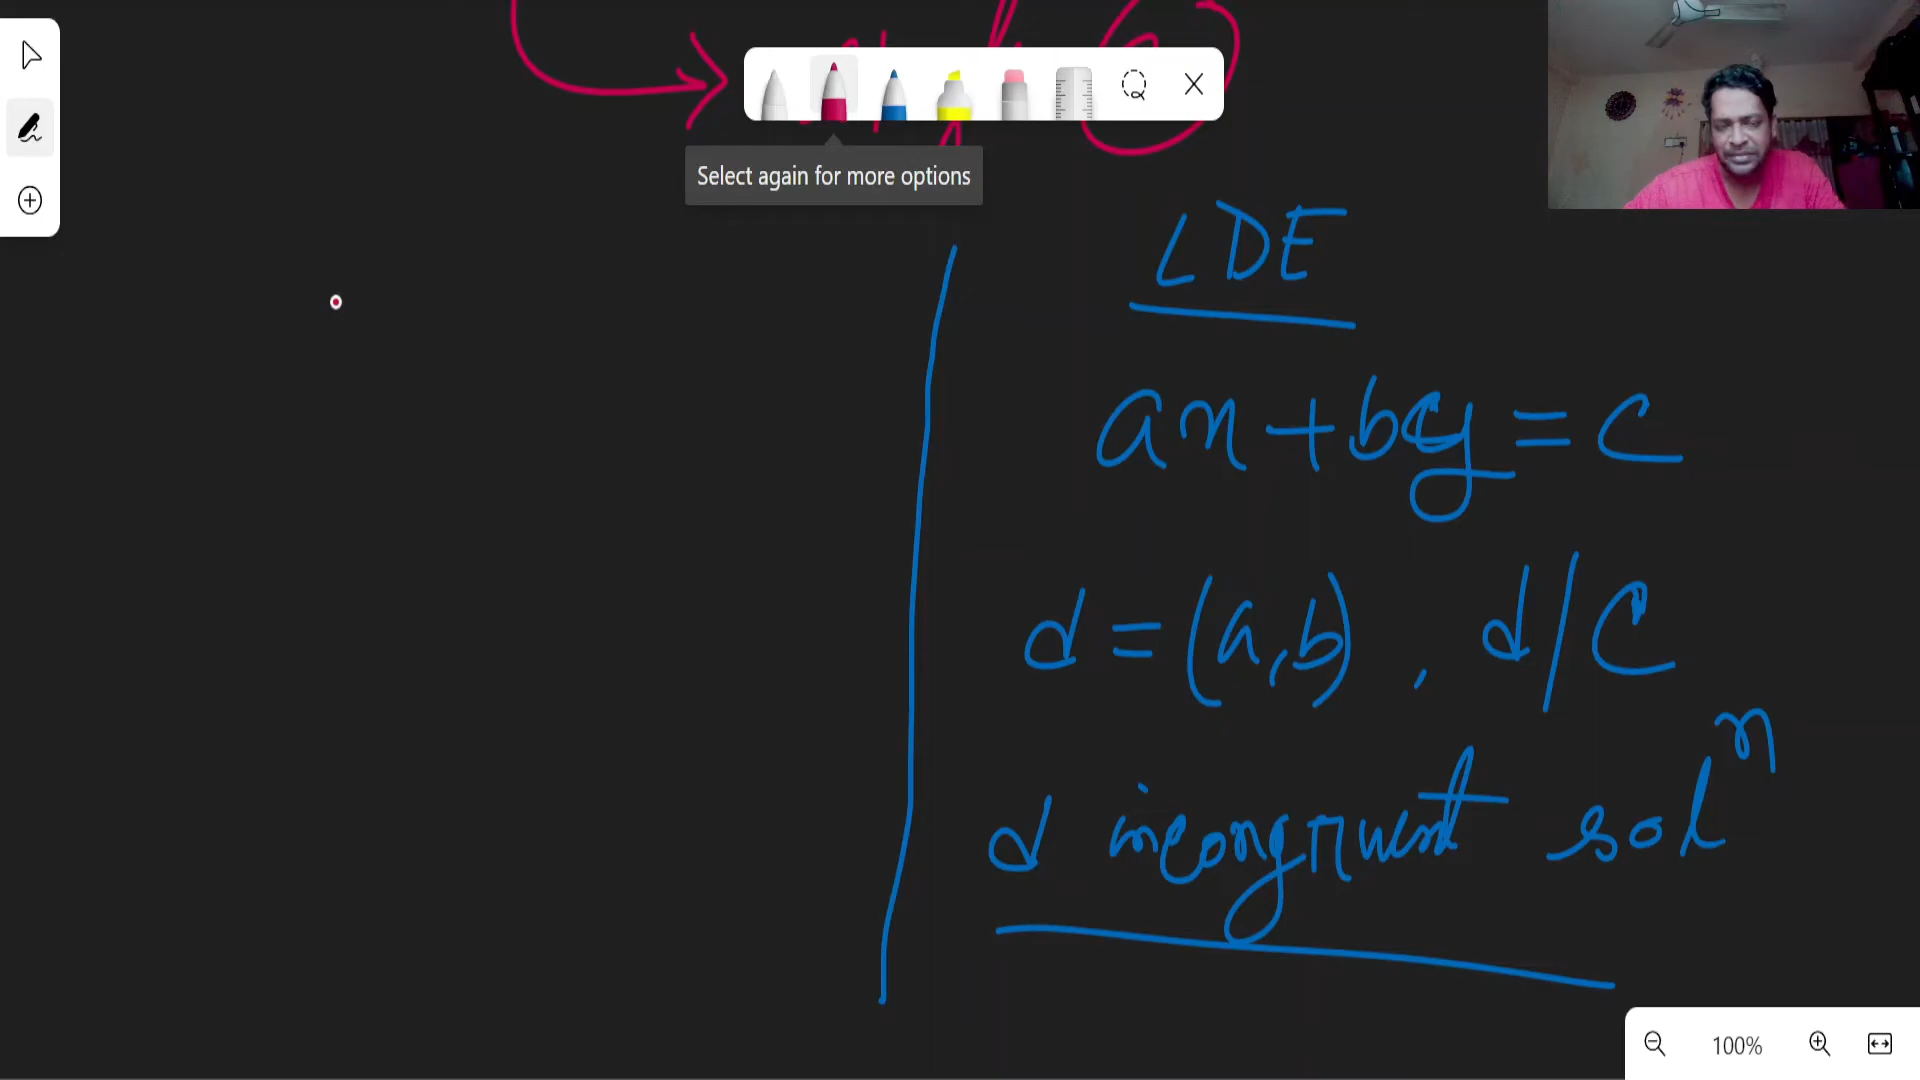 Select again for more options
LDE
ax + by = c
d = (a, b) , d / c
d incongruent solⁿ
100%